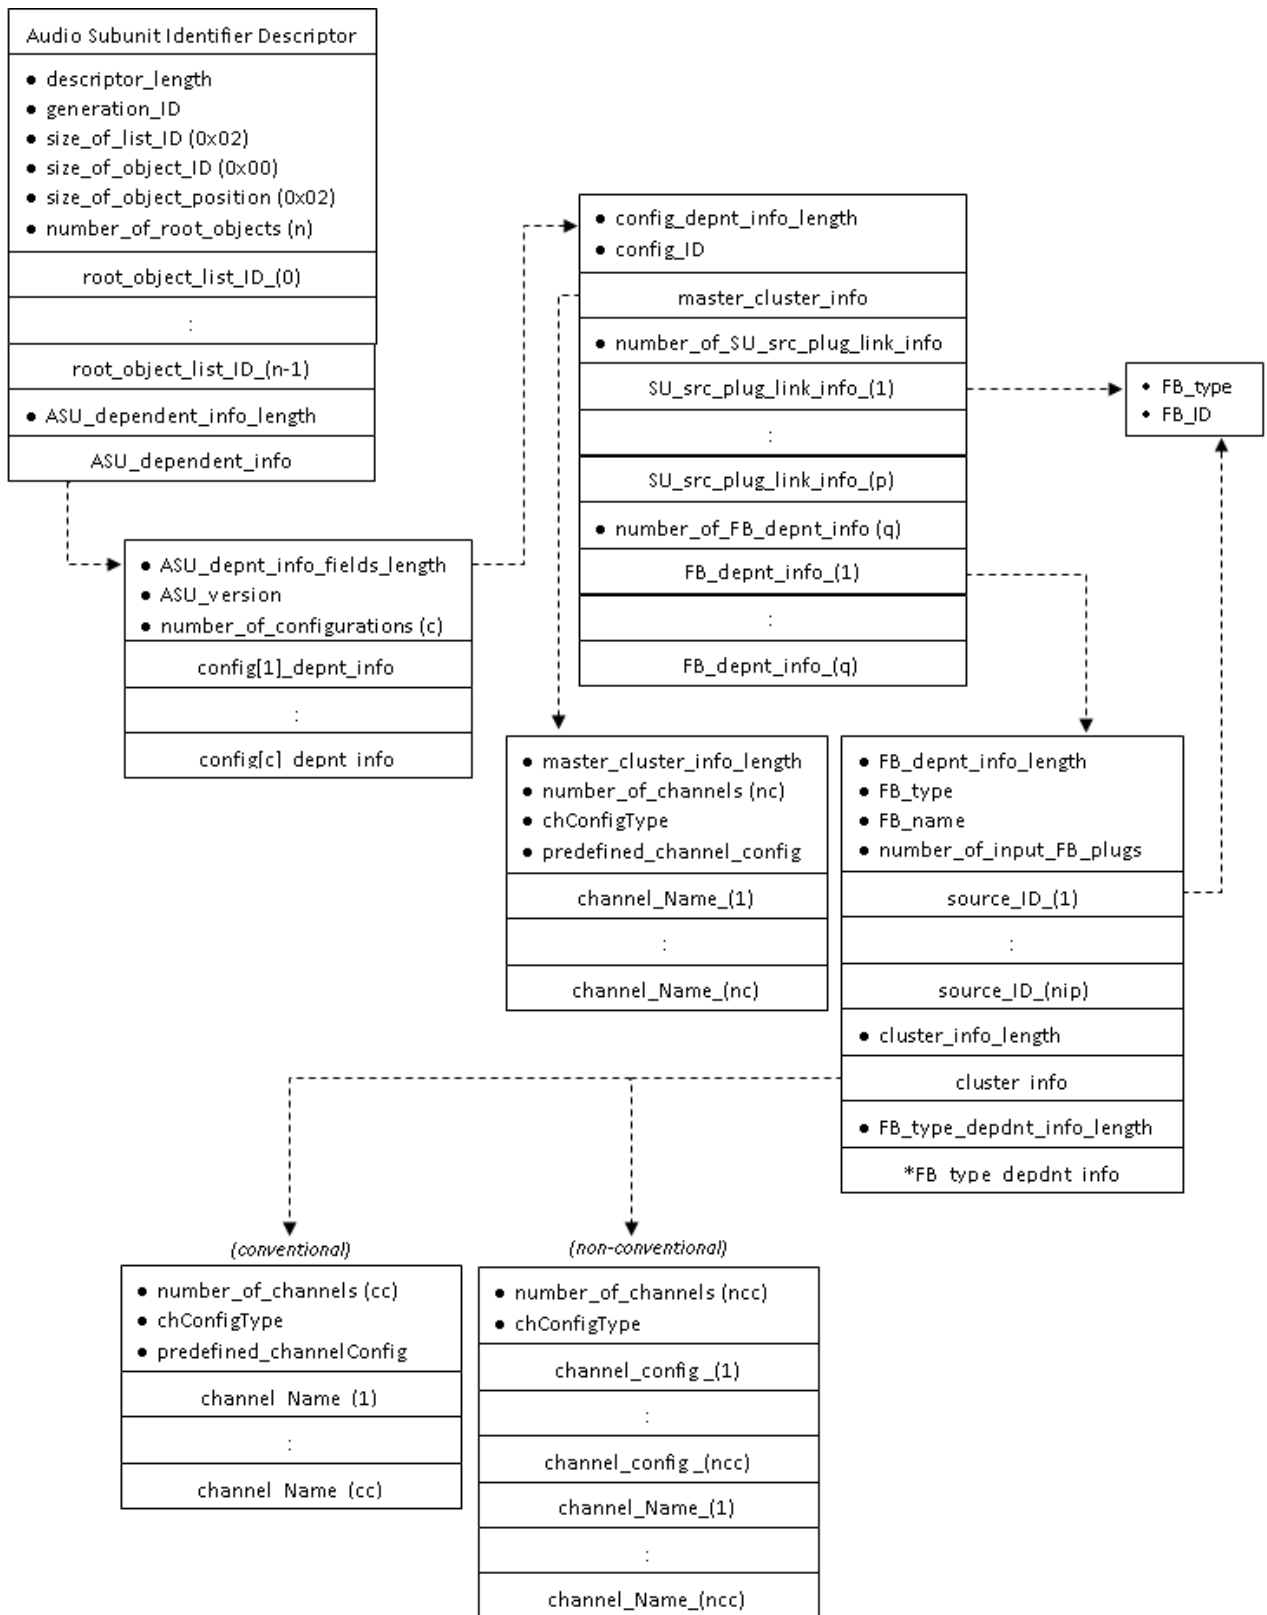 Audio Subunit Identifier Descriptor
• descriptor_length
• generation_ID
• size_of_list_ID (0x02)
• size_of_object_ID (0x00)
• size_of_object_position (0x02)
• number_of_root_objects (n)
root_object_list_ID_(0)
:
root_object_list_ID_(n-1)
• ASU_dependent_info_length
ASU_dependent_info
• ASU_depnt_info_fields_length
• ASU_version
• number_of_configurations (c)
config[1]_depnt_info
:
config[c]_depnt_info
• config_depnt_info_length
• config_ID
master_cluster_info
• number_of_SU_src_plug_link_info
SU_src_plug_link_info_(1)
:
SU_src_plug_link_info_(p)
• number_of_FB_depnt_info (q)
FB_depnt_info_(1)
:
FB_depnt_info_(q)
• FB_type
• FB_ID
• master_cluster_info_length
• number_of_channels (nc)
• chConfigType
• predefined_channel_config
channel_Name_(1)
:
channel_Name_(nc)
• FB_depnt_info_length
• FB_type
• FB_name
• number_of_input_FB_plugs
source_ID_(1)
:
source_ID_(nip)
• cluster_info_length
cluster_info
• FB_type_depdnt_info_length
*FB_type_depdnt_info
(conventional)
• number_of_channels (cc)
• chConfigType
• predefined_channelConfig
channel_Name_(1)
:
channel_Name_(cc)
(non-conventional)
• number_of_channels (ncc)
• chConfigType
channel_config_(1)
:
channel_config_(ncc)
channel_Name_(1)
:
channel_Name_(ncc)